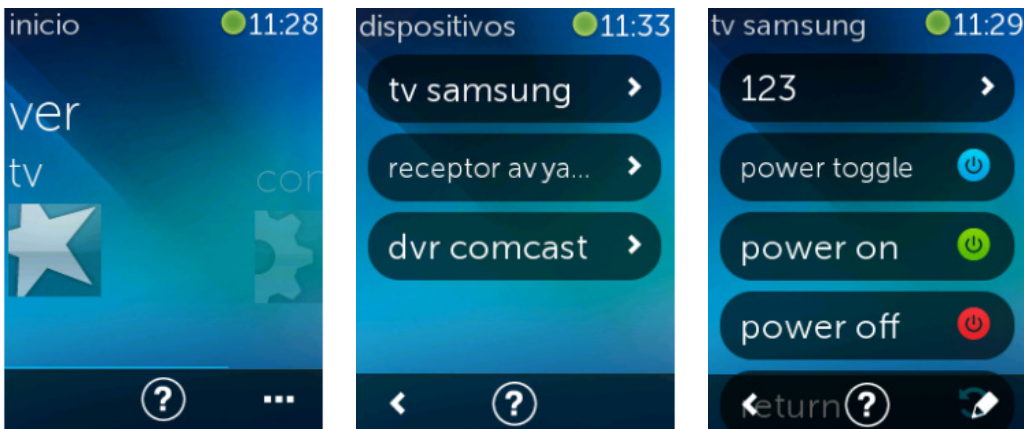 inicio 11:28
ver
tv
con
dispositivos 11:33
tv samsung
receptor av ya...
dvr comcast
tv samsung 11:29
123
power toggle
power on
power off
return